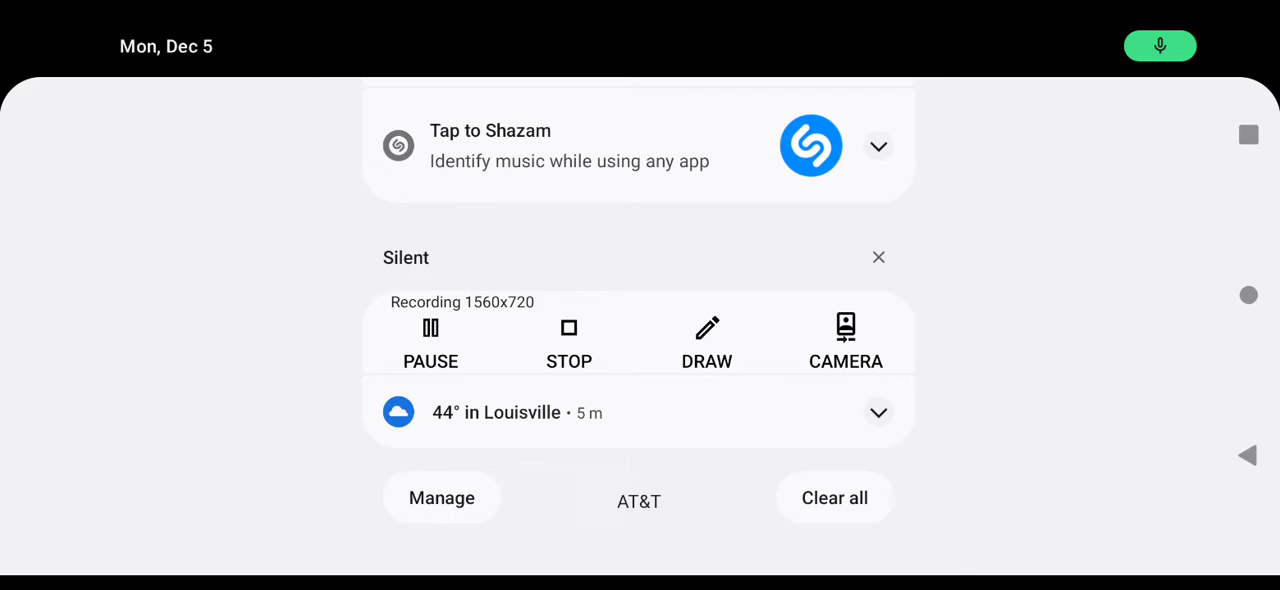 Mon, Dec 5
Tap to Shazam
Identify music while using any app
Silent
Recording 1560x720
PAUSE STOP DRAW CAMERA
44° in Louisville • 5 m
Manage AT&T Clear all